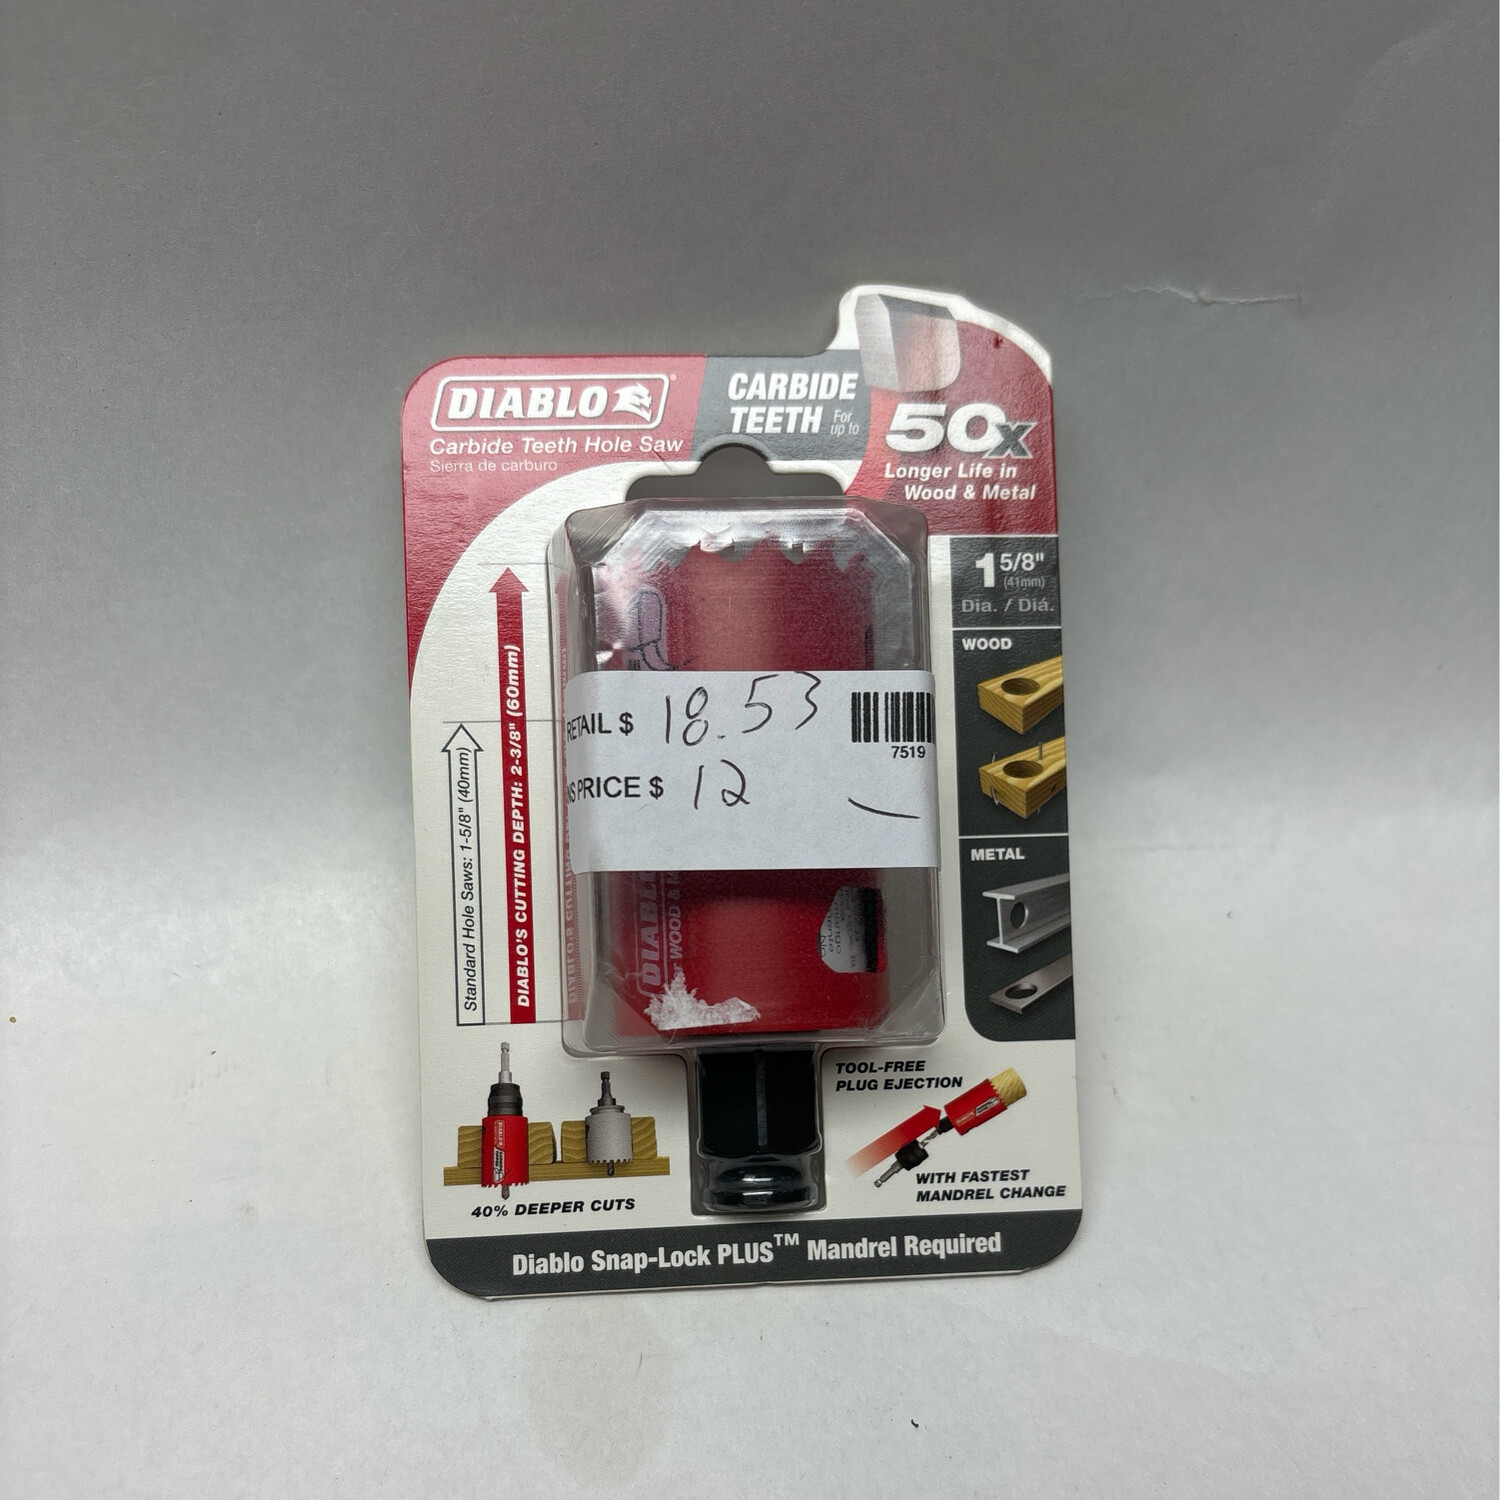 DIABLO
Carbide Teeth Hole Saw
Sierra de carburo
CARBIDE
TEETH For up to
50x
Longer Life in
Wood & Metal
1 5/8"
(41mm)
Dia. / Diá.
WOOD
METAL
Standard Hole Saws: 1-5/8" (40mm)
DIABLO'S CUTTING DEPTH: 2-3/8" (60mm)
RETAIL $ 18.53
7519
PRICE $ 12
DIABLO
WOOD &
40% DEEPER CUTS
TOOL-FREE
PLUG EJECTION
WITH FASTEST
MANDREL CHANGE
Diablo Snap-Lock PLUS™ Mandrel Required